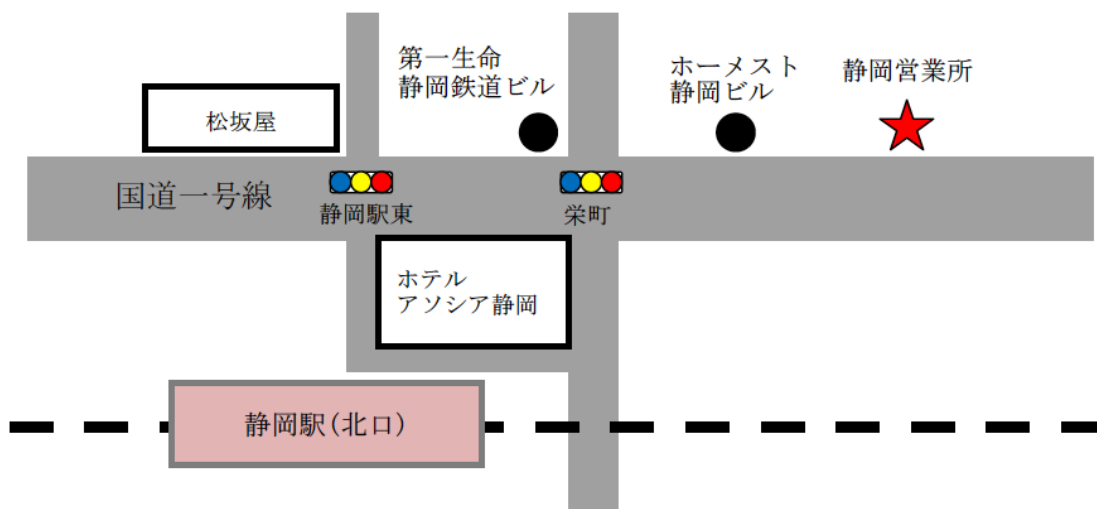 第一生命
静岡鉄道ビル
ホーメスト
静岡ビル
静岡営業所
松坂屋
国道一号線
静岡駅東
栄町
ホテル
アソシア静岡
静岡駅(北口)